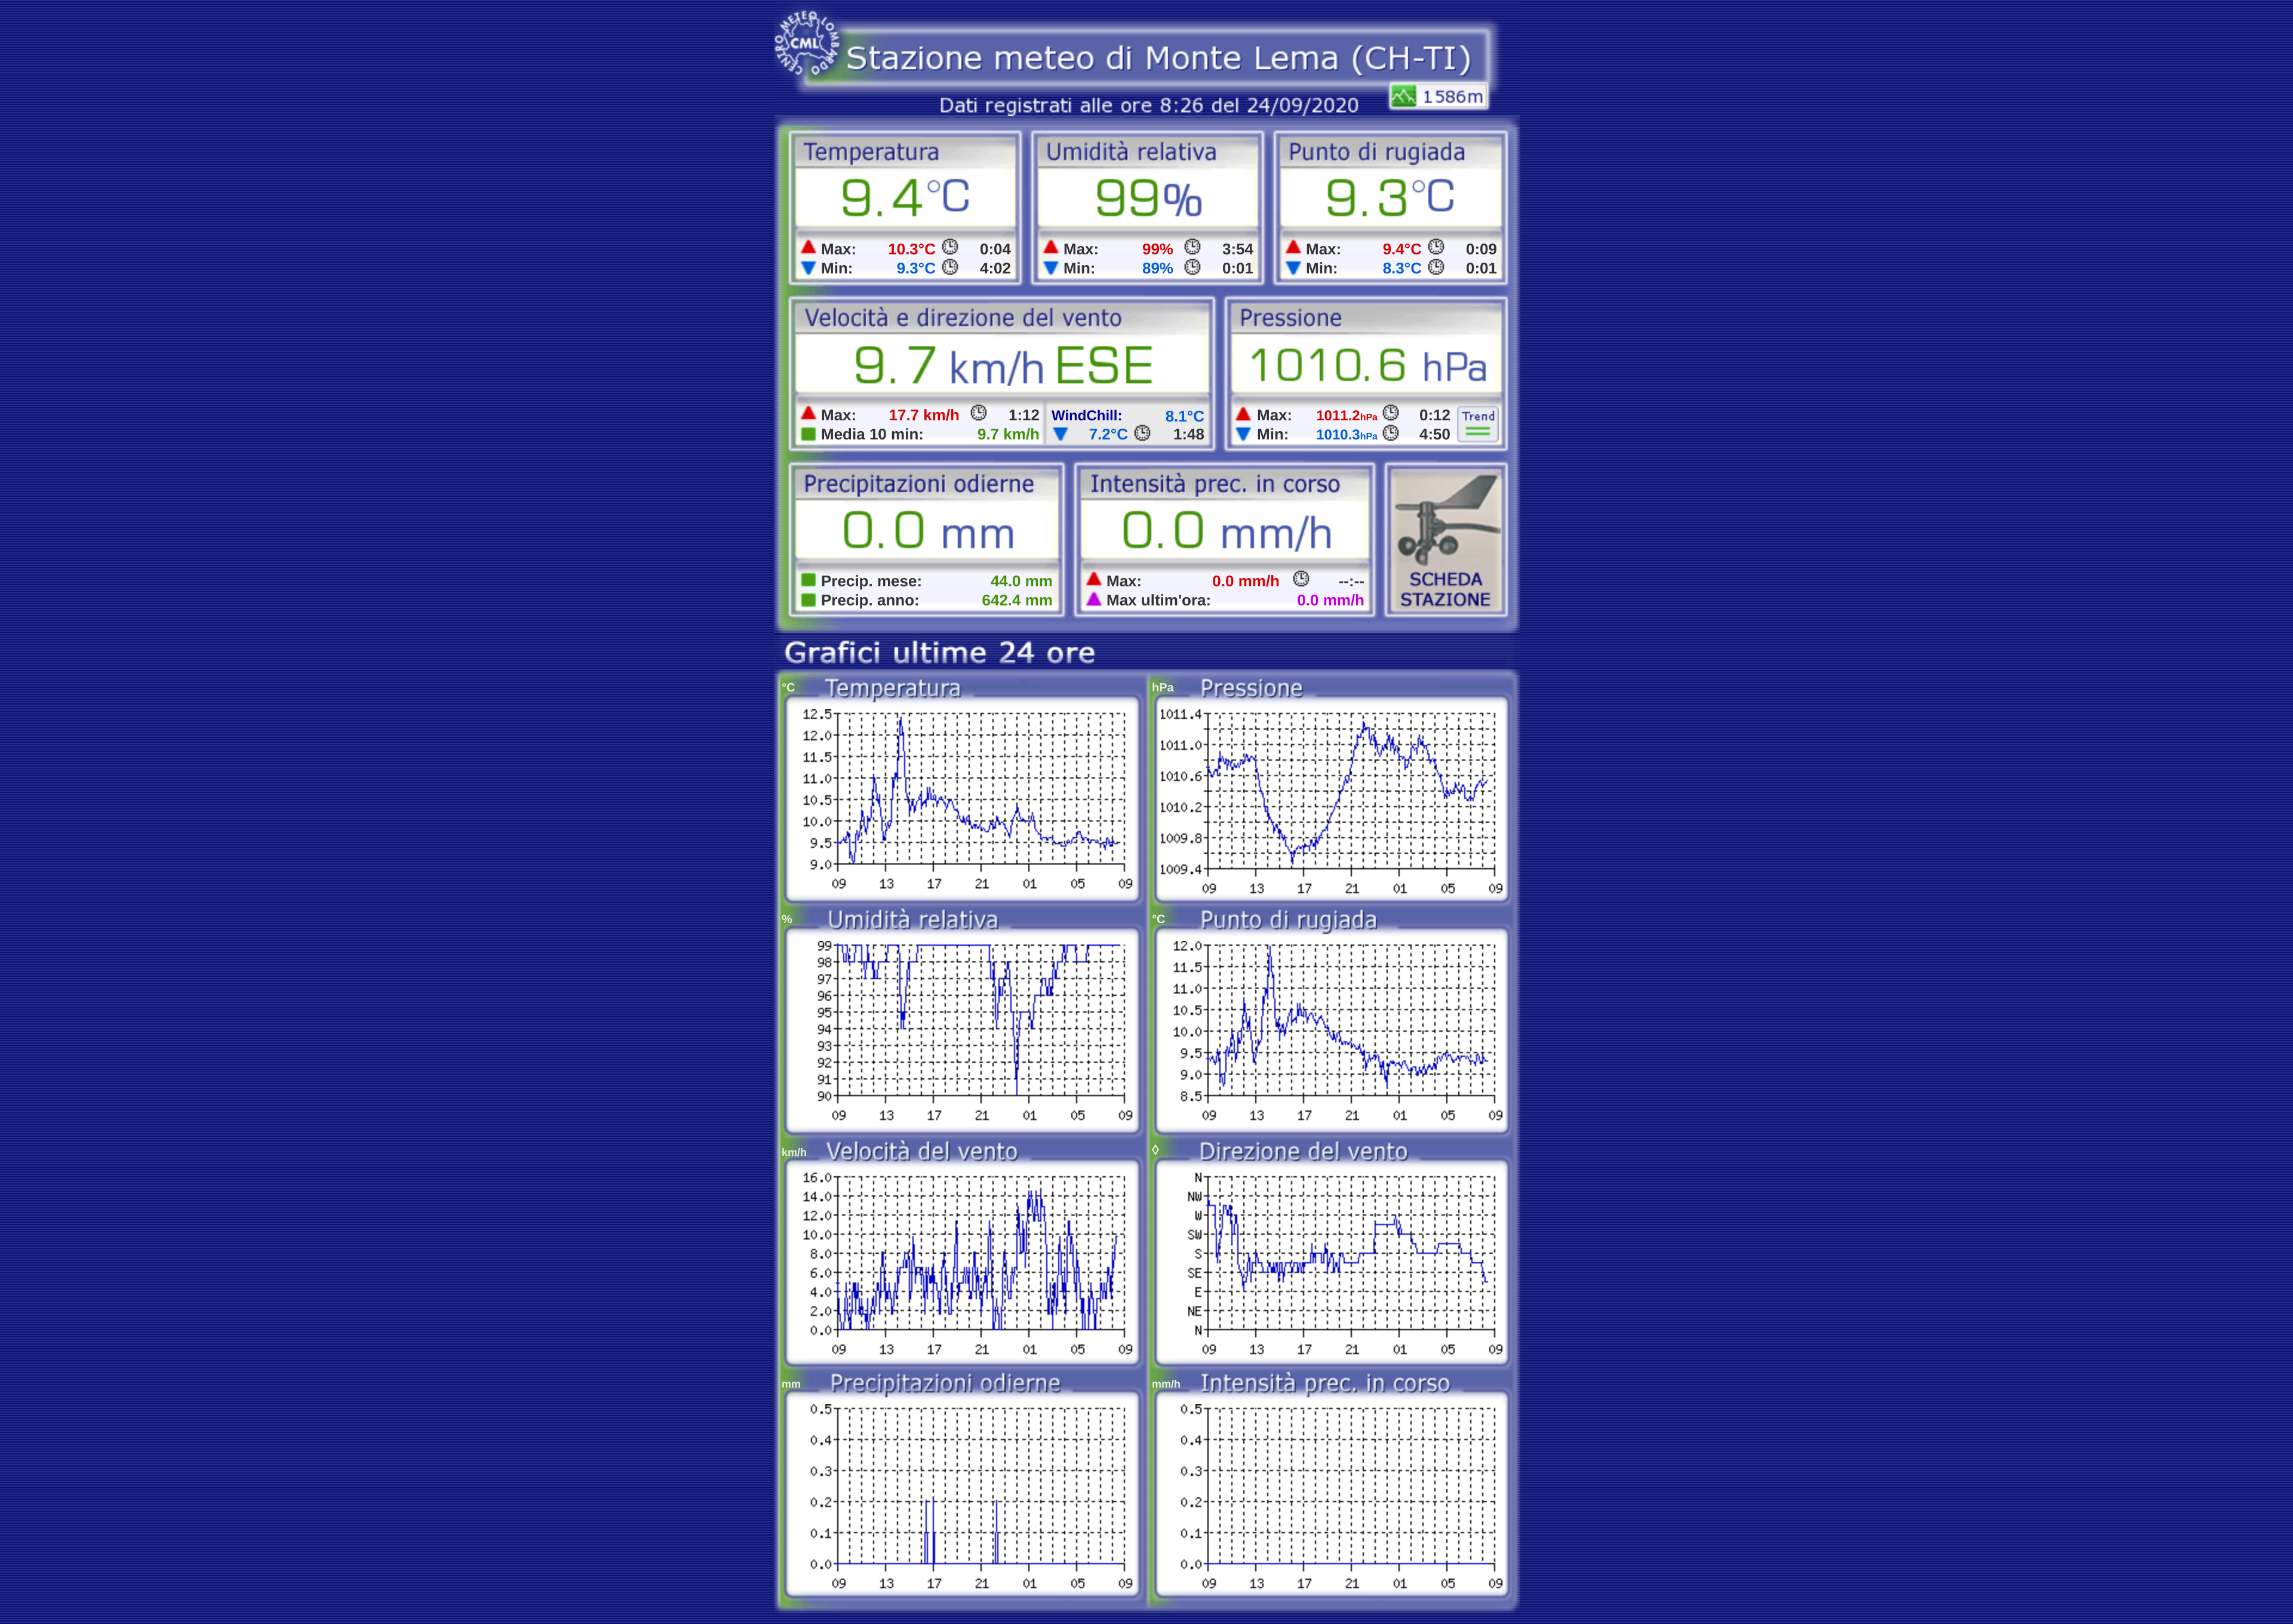 CENTRO METEO LOMBARDO
CML
Stazione meteo di Monte Lema (CH-TI)
1586m
Dati registrati alle ore 8:26 del 24/09/2020
Temperatura Umidità relativa Punto di rugiada
9.4°C 99% 9.3°C
Max: 10.3°C 0:04 Max: 99% 3:54 Max: 9.4°C 0:09
Min: 9.3°C 4:02 Min: 89% 0:01 Min: 8.3°C 0:01
Velocità e direzione del vento Pressione
9.7 km/h ESE 1010.6 hPa
Max: 17.7 km/h 1:12 WindChill: 8.1°C Max: 1011.2hPa 0:12 Trend
Media 10 min: 9.7 km/h 7.2°C 1:48 Min: 1010.3hPa 4:50
Precipitazioni odierne Intensità prec. in corso
0.0 mm 0.0 mm/h
Precip. mese: 44.0 mm Max: 0.0 mm/h --:-- SCHEDA
Precip. anno: 642.4 mm Max ultim'ora: 0.0 mm/h STAZIONE
Grafici ultime 24 ore
°C Temperatura
12.5
12.0
11.5
11.0
10.5
10.0
9.5
9.0
09 13 17 21 01 05 09
hPa Pressione
1011.4
1011.0
1010.6
1010.2
1009.8
1009.4
09 13 17 21 01 05 09
% Umidità relativa
99
98
97
96
95
94
93
92
91
90
09 13 17 21 01 05 09
°C Punto di rugiada
12.0
11.5
11.0
10.5
10.0
9.5
9.0
8.5
09 13 17 21 01 05 09
km/h Velocità del vento
16.0
14.0
12.0
10.0
8.0
6.0
4.0
2.0
0.0
09 13 17 21 01 05 09
◊ Direzione del vento
N
NW
W
SW
S
SE
E
NE
N
09 13 17 21 01 05 09
mm Precipitazioni odierne
0.5
0.4
0.3
0.2
0.1
0.0
09 13 17 21 01 05 09
mm/h Intensità prec. in corso
0.5
0.4
0.3
0.2
0.1
0.0
09 13 17 21 01 05 09